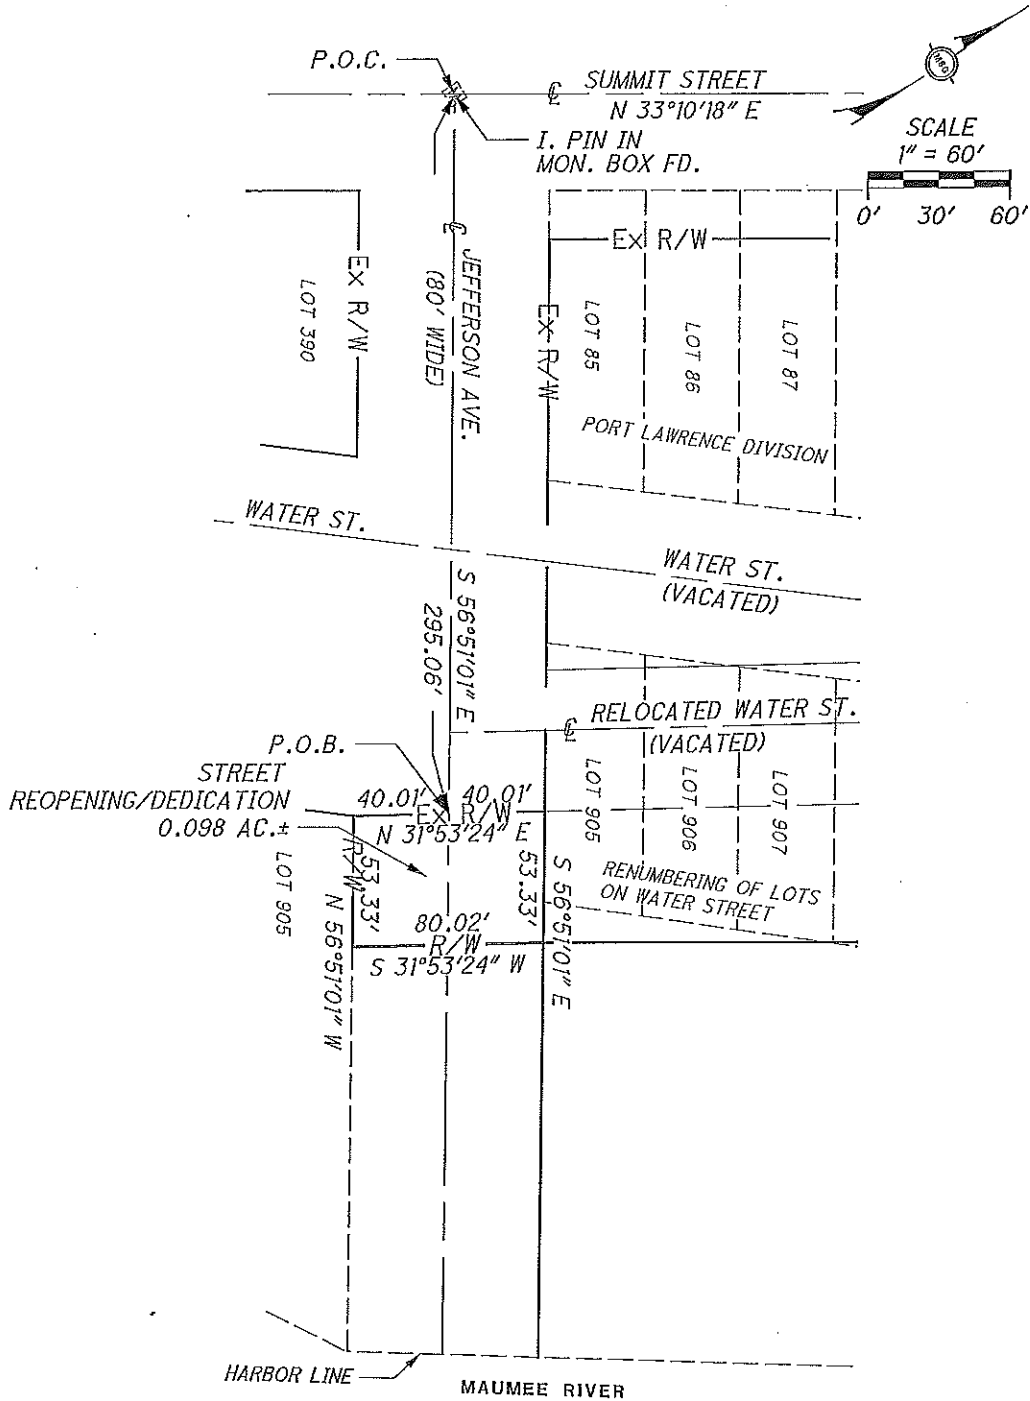 P.O.C.
℄ SUMMIT STREET
N 33°10'18" E
I. PIN IN
MON. BOX FD.
MBG
SCALE
1" = 60'
0' 30' 60'
Ex R/W
LOT 390
℄ JEFFERSON AVE.
(80' WIDE)
Ex R/W
Ex R/W
LOT 85
LOT 86
LOT 87
PORT LAWRENCE DIVISION
WATER ST.
WATER ST.
(VACATED)
S 56°51'01" E
295.06'
℄ RELOCATED WATER ST.
(VACATED)
P.O.B.
STREET
REOPENING/DEDICATION
0.098 AC.±
40.01' 40.01'
Ex R/W
N 31°53'24" E
LOT 905
R/W
53.33'
N 56°51'01" W
53.33'
S 56°51'01" E
80.02'
R/W
S 31°53'24" W
LOT 905
LOT 906
LOT 907
RENUMBERING OF LOTS
ON WATER STREET
HARBOR LINE
MAUMEE RIVER